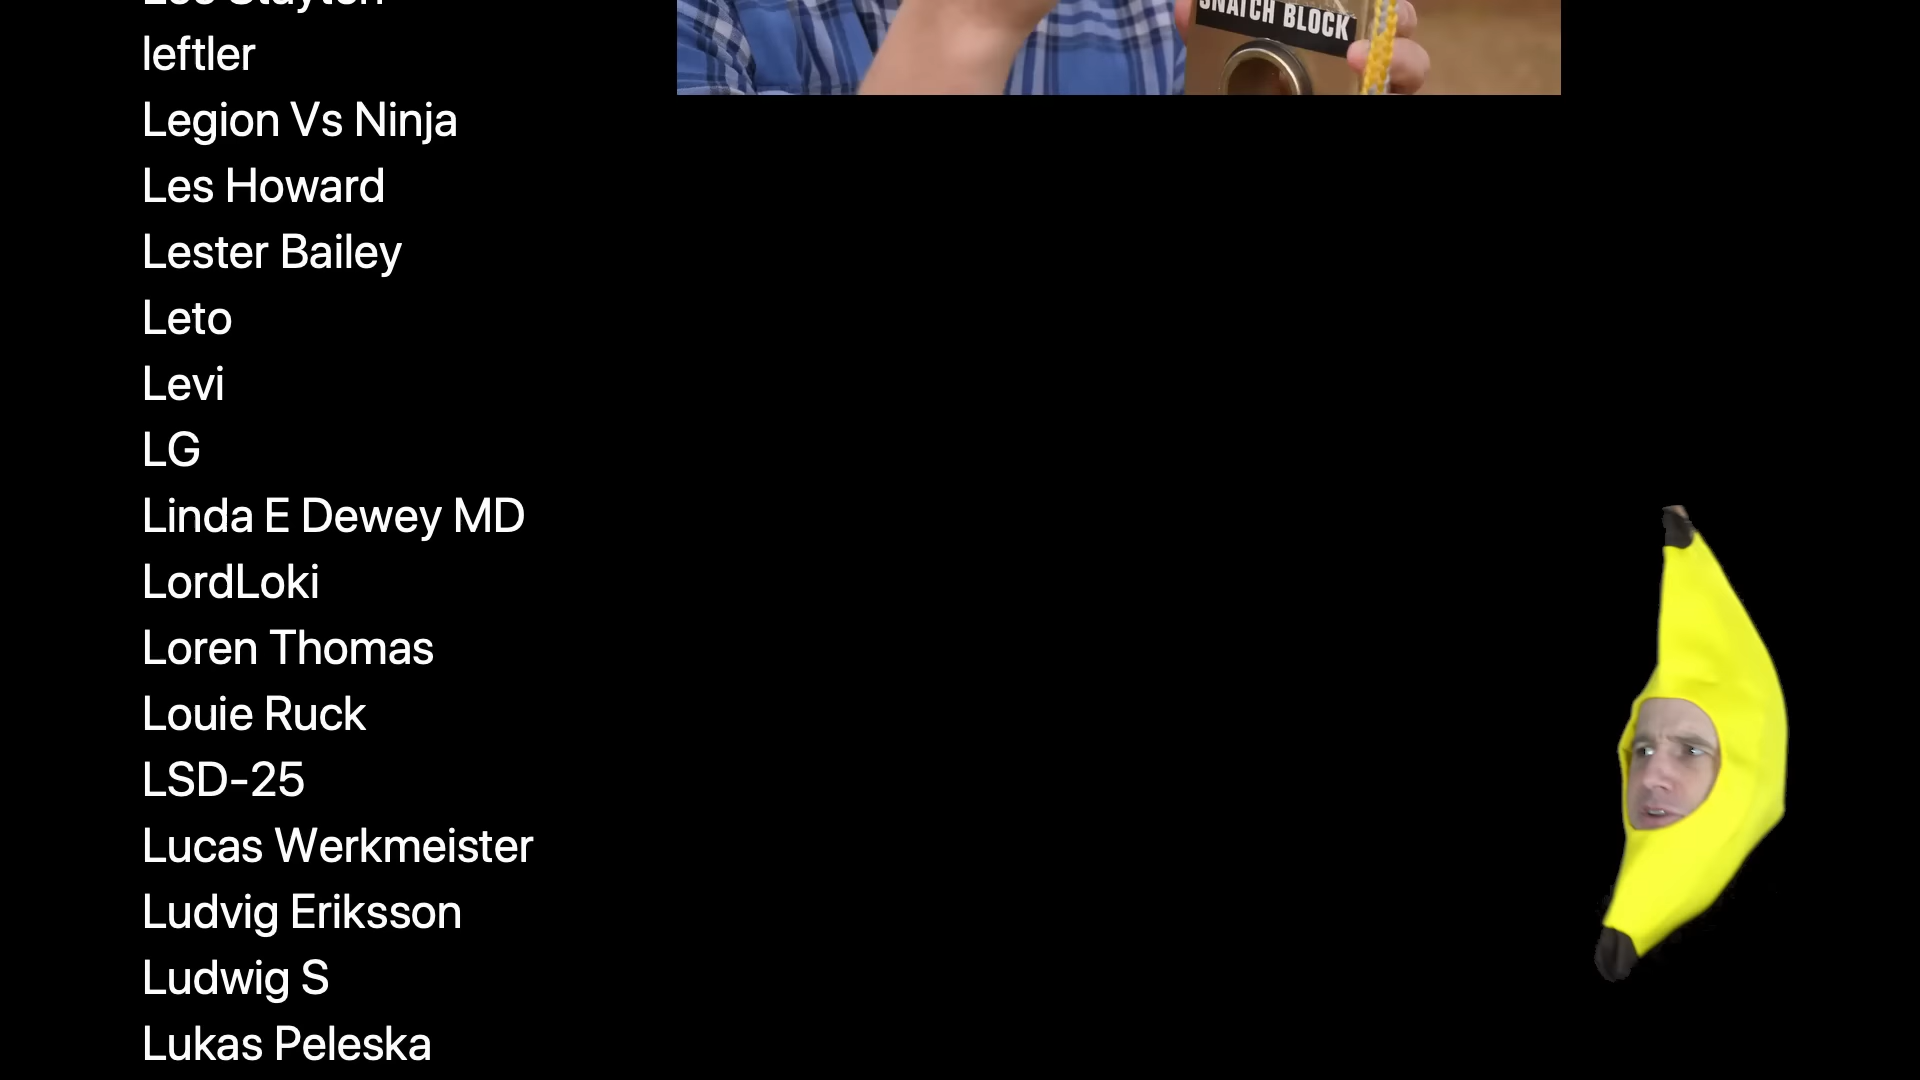 leftler
Legion Vs Ninja
Les Howard
Lester Bailey
Leto
Levi
LG
Linda E Dewey MD
LordLoki
Loren Thomas
Louie Ruck
LSD-25
Lucas Werkmeister
Ludvig Eriksson
Ludwig S
Lukas Peleska
SNATCH BLOCK